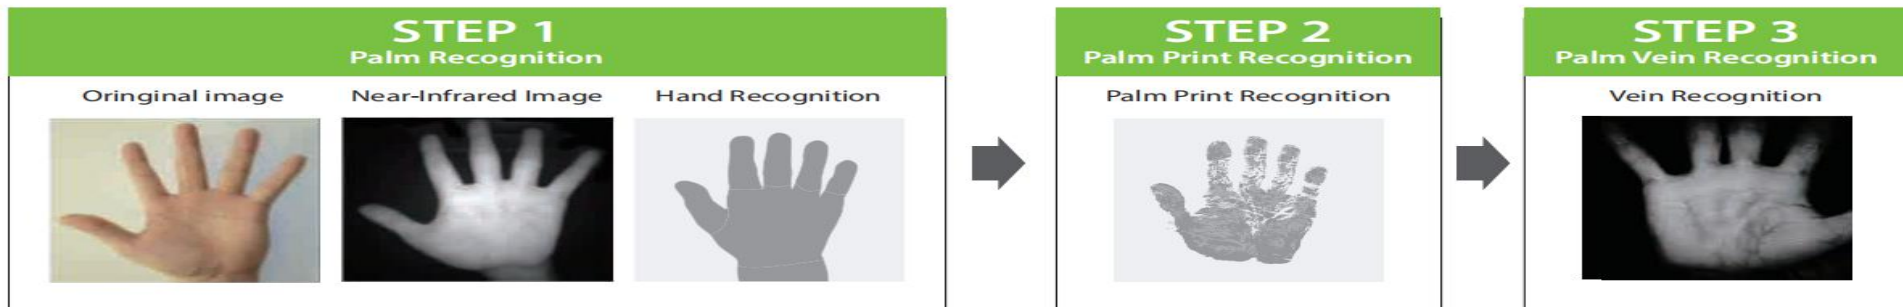 STEP 1
Palm Recognition
Oringinal image
Near-Infrared Image
Hand Recognition
STEP 2
Palm Print Recognition
Palm Print Recognition
STEP 3
Palm Vein Recognition
Vein Recognition